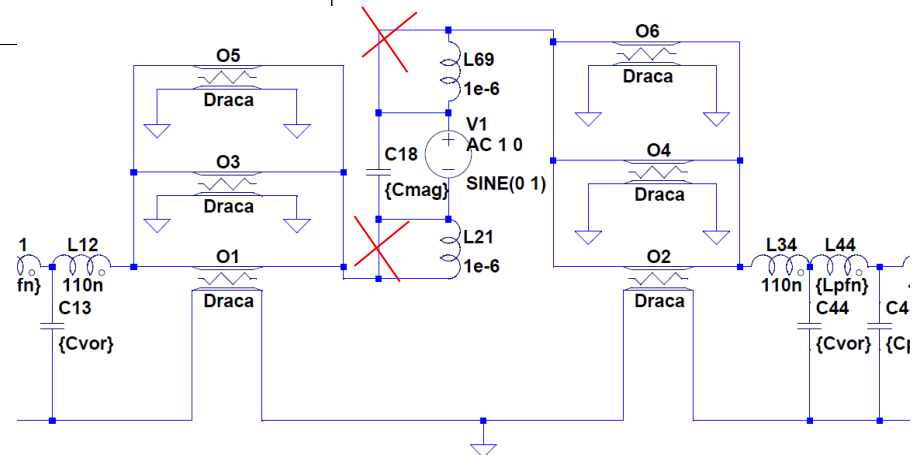 O5
Draca
O3
Draca
O1
Draca
1
fn}
L12
110n
C13
{Cvor}
L69
1e-6
V1
AC 1 0
SINE(0 1)
C18
{Cmag}
L21
1e-6
O6
Draca
O4
Draca
O2
Draca
L34
110n
L44
{Lpfn}
C44
{Cvor}
C4
{Cp